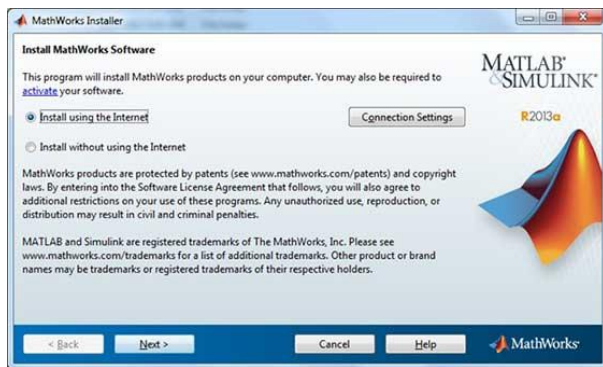 MathWorks Installer
Install MathWorks Software
This program will install MathWorks products on your computer. You may also be required to
activate your software.
Install using the Internet
Connection Settings
Install without using the Internet
MathWorks products are protected by patents (see www.mathworks.com/patents) and copyright
laws. By entering into the Software License Agreement that follows, you will also agree to
additional restrictions on your use of these programs. Any unauthorized use, reproduction, or
distribution may result in civil and criminal penalties.
MATLAB and Simulink are registered trademarks of The MathWorks, Inc. Please see
www.mathworks.com/trademarks for a list of additional trademarks. Other product or brand
names may be trademarks or registered trademarks of their respective holders.
MATLAB®
&SIMULINK®
R2013a
< Back
Next >
Cancel
Help
MathWorks®